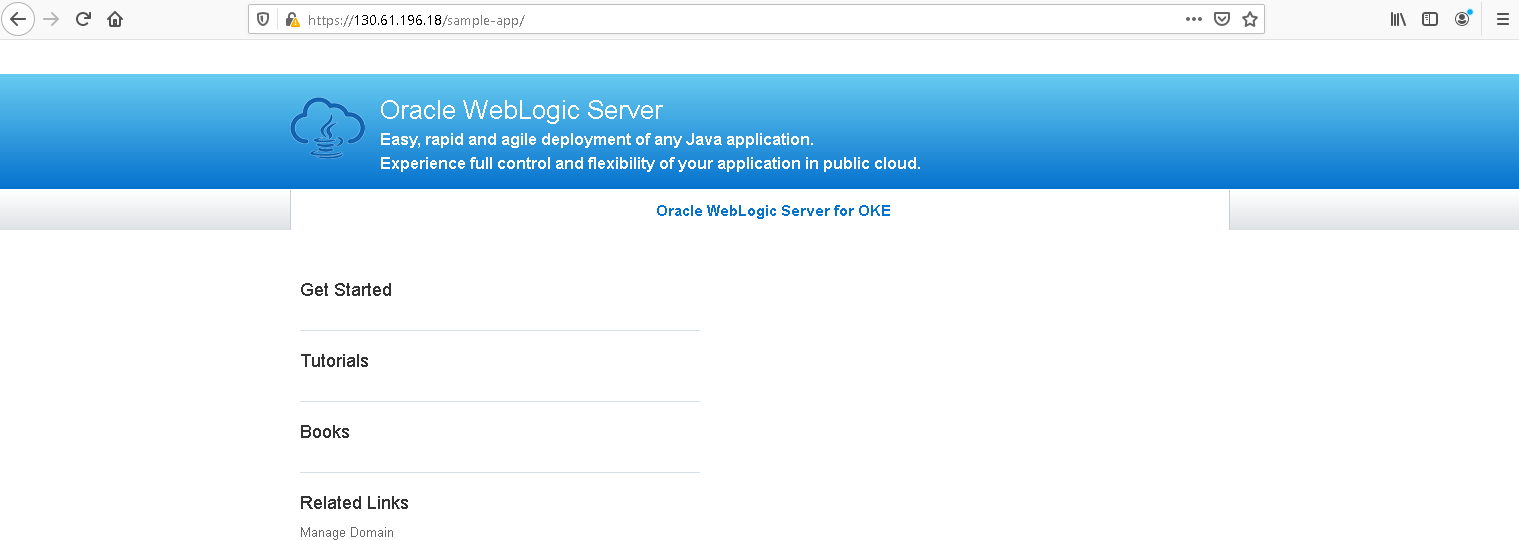 https://130.61.196.18/sample-app/
Oracle WebLogic Server
Easy, rapid and agile deployment of any Java application.
Experience full control and flexibility of your application in public cloud.
Oracle WebLogic Server for OKE
Get Started
Tutorials
Books
Related Links
Manage Domain